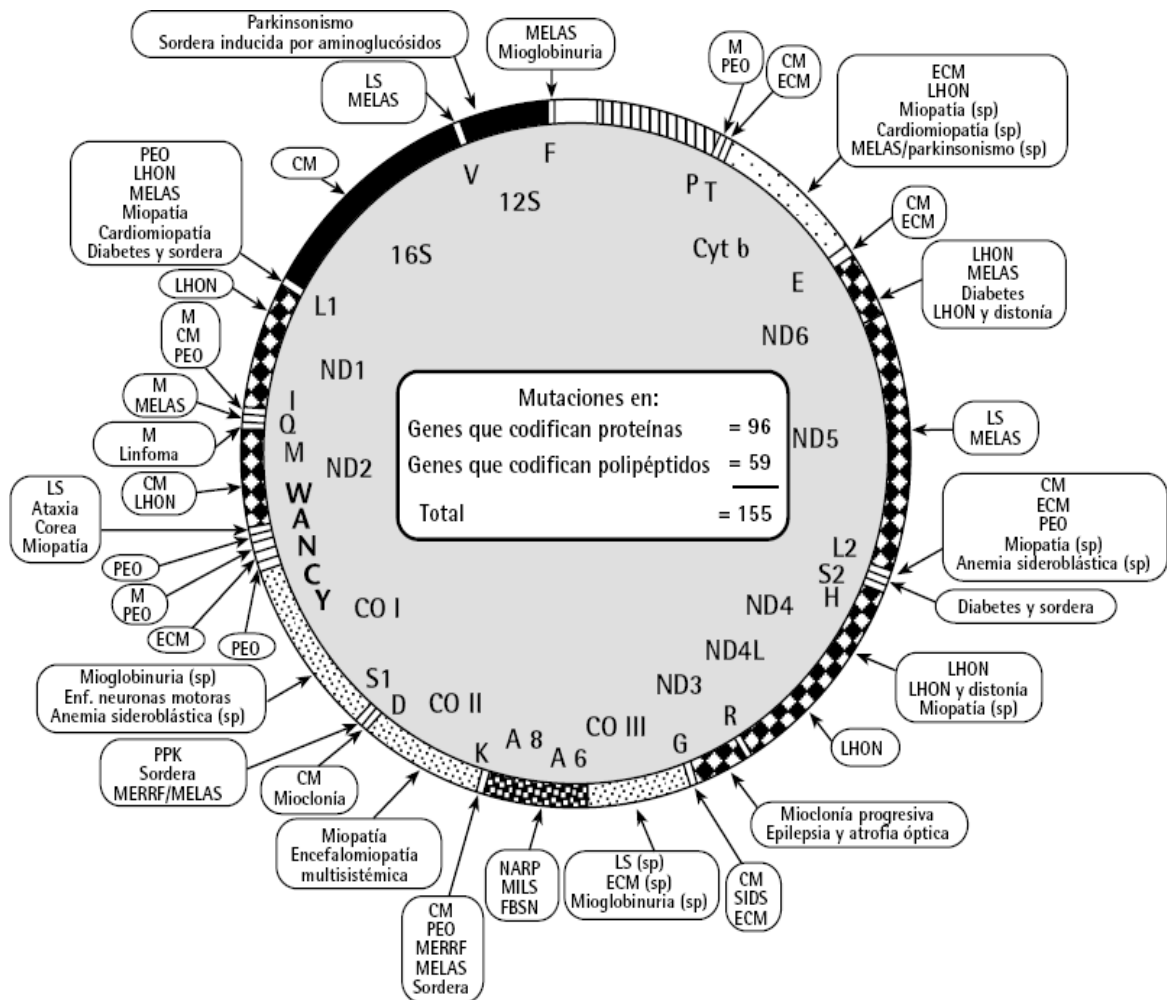 Parkinsonismo
Sordera inducida por aminoglucósidos
MELAS
Mioglobinuria
M
PEO
CM
ECM
ECM
LHON
Miopatía (sp)
Cardiomiopatía (sp)
MELAS/parkinsonismo (sp)
LS
MELAS
CM
PEO
LHON
MELAS
Miopatía
Cardiomiopatía
Diabetes y sordera
CM
ECM
LHON
MELAS
Diabetes
LHON y distonía
LHON
M
CM
PEO
M
MELAS
M
Linfoma
CM
LHON
LS
Ataxia
Corea
Miopatía
PEO
M
PEO
ECM
PEO
LS
MELAS
CM
ECM
PEO
Miopatía (sp)
Anemia sideroblástica (sp)
Diabetes y sordera
LHON
LHON y distonía
Miopatía (sp)
LHON
Mioglobinuria (sp)
Enf. neuronas motoras
Anemia sideroblástica (sp)
PPK
Sordera
MERRF/MELAS
CM
Mioclonía
Miopatía
Encefalomiopatía
multisistémica
CM
PEO
MERRF
MELAS
Sordera
NARP
MILS
FBSN
LS (sp)
ECM (sp)
Mioglobinuria (sp)
CM
SIDS
ECM
Mioclonía progresiva
Epilepsia y atrofia óptica
F
V
12S
16S
L1
ND1
I
Q
M
ND2
W
A
N
C
Y
CO I
S1
D
CO II
K
A 8
A 6
CO III
G
ND3
R
ND4L
ND4
H
S2
L2
ND5
ND6
E
Cyt b
P T
Mutaciones en:
Genes que codifican proteínas = 96
Genes que codifican polipéptidos = 59
Total = 155